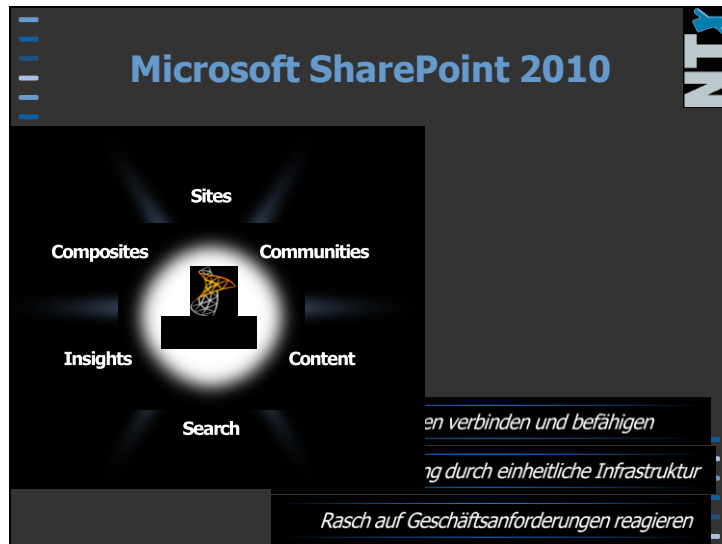 Microsoft SharePoint 2010
NT
Sites
Composites
Communities
Insights
Content
Search
en verbinden und befähigen
ng durch einheitliche Infrastruktur
Rasch auf Geschäftsanforderungen reagieren